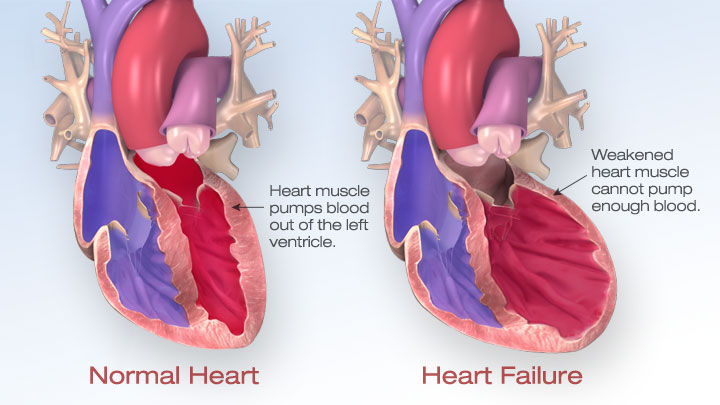 Heart muscle
pumps blood
out of the left
ventricle.
Weakened
heart muscle
cannot pump
enough blood.
Normal Heart
Heart Failure